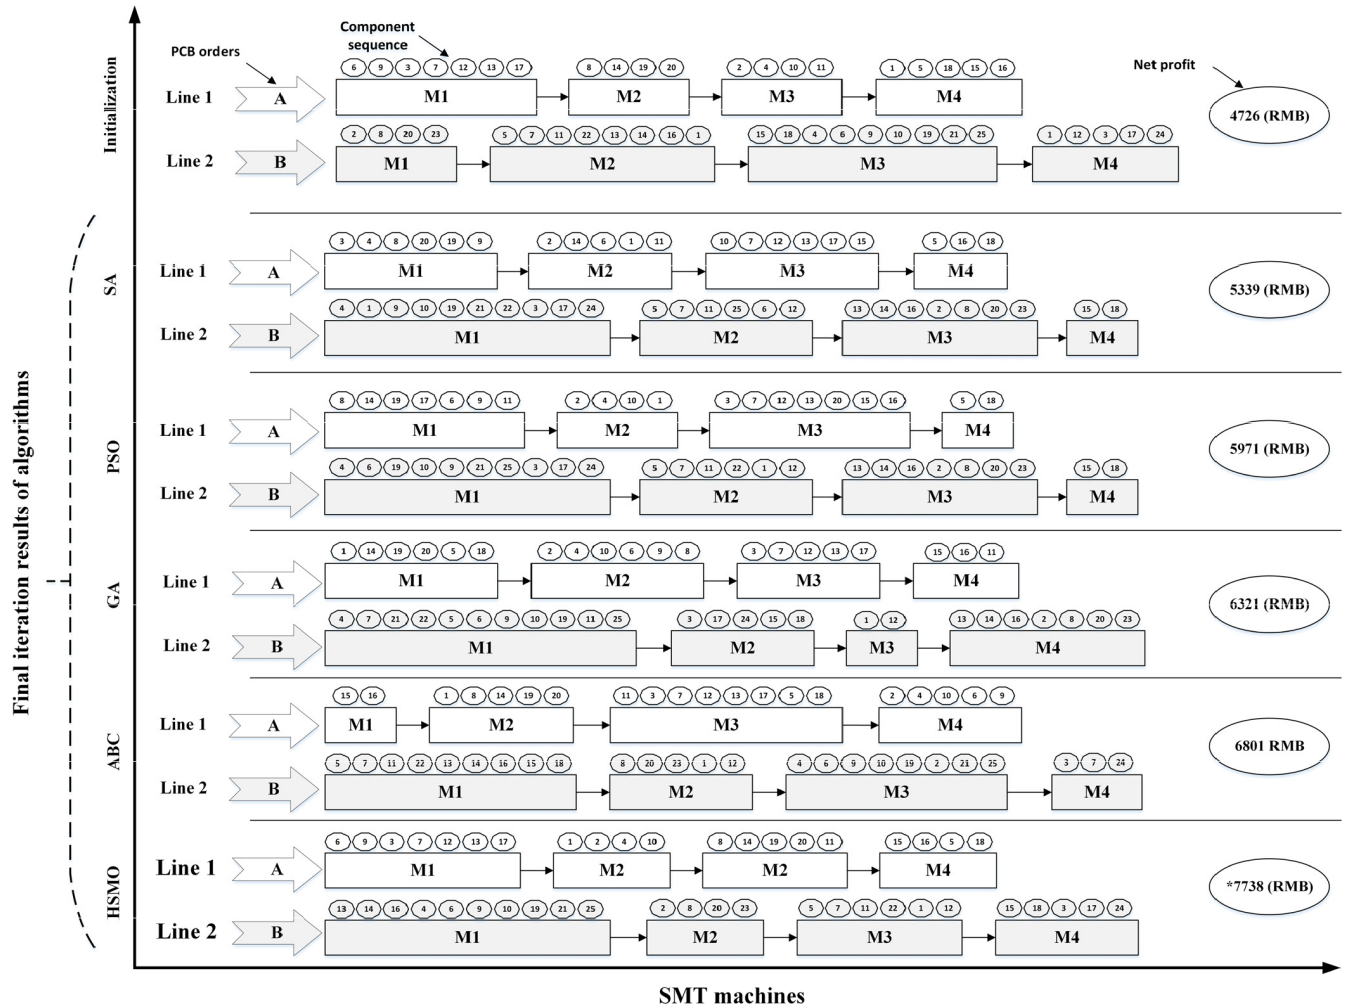 PCB orders
Component
sequence
Net profit
Initialization
6 9 3 7 12 13 17 8 14 19 20 2 4 10 11 1 5 18 15 16
Line 1 A M1 M2 M3 M4
4726 (RMB)
2 8 20 23 5 7 11 22 13 14 16 1 15 18 4 6 9 10 19 21 25 1 12 3 17 24
Line 2 B M1 M2 M3 M4
Final iteration results of algorithms
SA
3 4 8 20 19 9 2 14 6 1 11 10 7 12 13 17 15 5 16 18
Line 1 A M1 M2 M3 M4
5339 (RMB)
4 1 9 10 19 21 22 3 17 24 5 7 11 25 6 12 13 14 16 2 8 20 23 15 18
Line 2 B M1 M2 M3 M4
PSO
8 14 19 17 6 9 11 2 4 10 1 3 7 12 13 20 15 16 5 18
Line 1 A M1 M2 M3 M4
5971 (RMB)
4 6 19 10 9 21 25 3 17 24 5 7 11 22 1 12 13 14 16 2 8 20 23 15 18
Line 2 B M1 M2 M3 M4
GA
1 14 19 20 5 18 2 4 10 6 9 8 3 7 12 13 17 15 16 11
Line 1 A M1 M2 M3 M4
6321 (RMB)
4 7 21 22 5 6 9 10 19 11 25 3 17 24 15 18 1 12 13 14 16 2 8 20 23
Line 2 B M1 M2 M3 M4
ABC
15 16 1 8 14 19 20 11 3 7 12 13 17 5 18 2 4 10 6 9
Line 1 A M1 M2 M3 M4
6801 RMB
5 7 11 22 13 14 16 15 18 8 20 23 1 12 4 6 9 10 19 2 21 25 3 7 24
Line 2 B M1 M2 M3 M4
HSMO
6 9 3 7 12 13 17 1 2 4 10 8 14 19 20 11 15 16 5 18
Line 1 A M1 M2 M2 M4
*7738 (RMB)
13 14 16 4 6 9 10 19 21 25 2 8 20 23 5 7 11 22 1 12 15 18 3 17 24
Line 2 B M1 M2 M3 M4
SMT machines